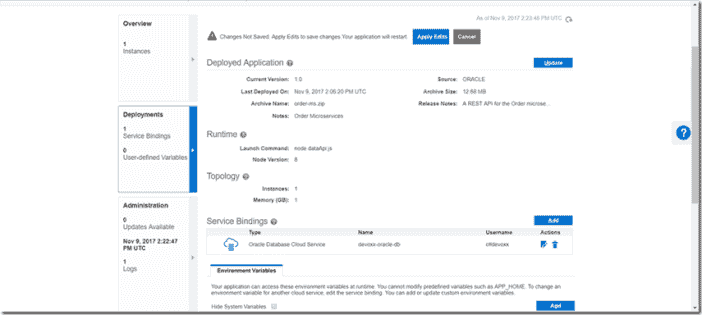 As of Nov 9, 2017 2:23:46 PM UTC
Overview
1
Instances
Changes Not Saved. Apply Edits to save changes Your application will restart
Apply Edits
Cancel
Deployed Application
Update
Current Version: 1.0
Source: ORACLE
Last Deployed On: Nov 9, 2017 2:06:20 PM UTC
Archive Size: 12.68 MB
Archive Name: order-ms.zip
Release Notes: A REST API for the Order microse...
Notes: Order Microservices
Deployments
1
Service Bindings
0
User-defined Variables
Runtime
Launch Command: node dataApi.js
Node Version: 8
Topology
Instances: 1
Memory (GB): 1
Administration
0
Updates Available
Nov 9, 2017 2:22:47 PM UTC
1
Logs
Service Bindings
Add
Type Name Username Actions
Oracle Database Cloud Service devoxx-oracle-db
Environment Variables
Your application can access these environment variables at runtime. You cannot modify predefined variables such as APP_HOME. To change an
environment variable for another cloud service, edit the service binding. You can add or update custom environment variables.
Hide System Variables
Add